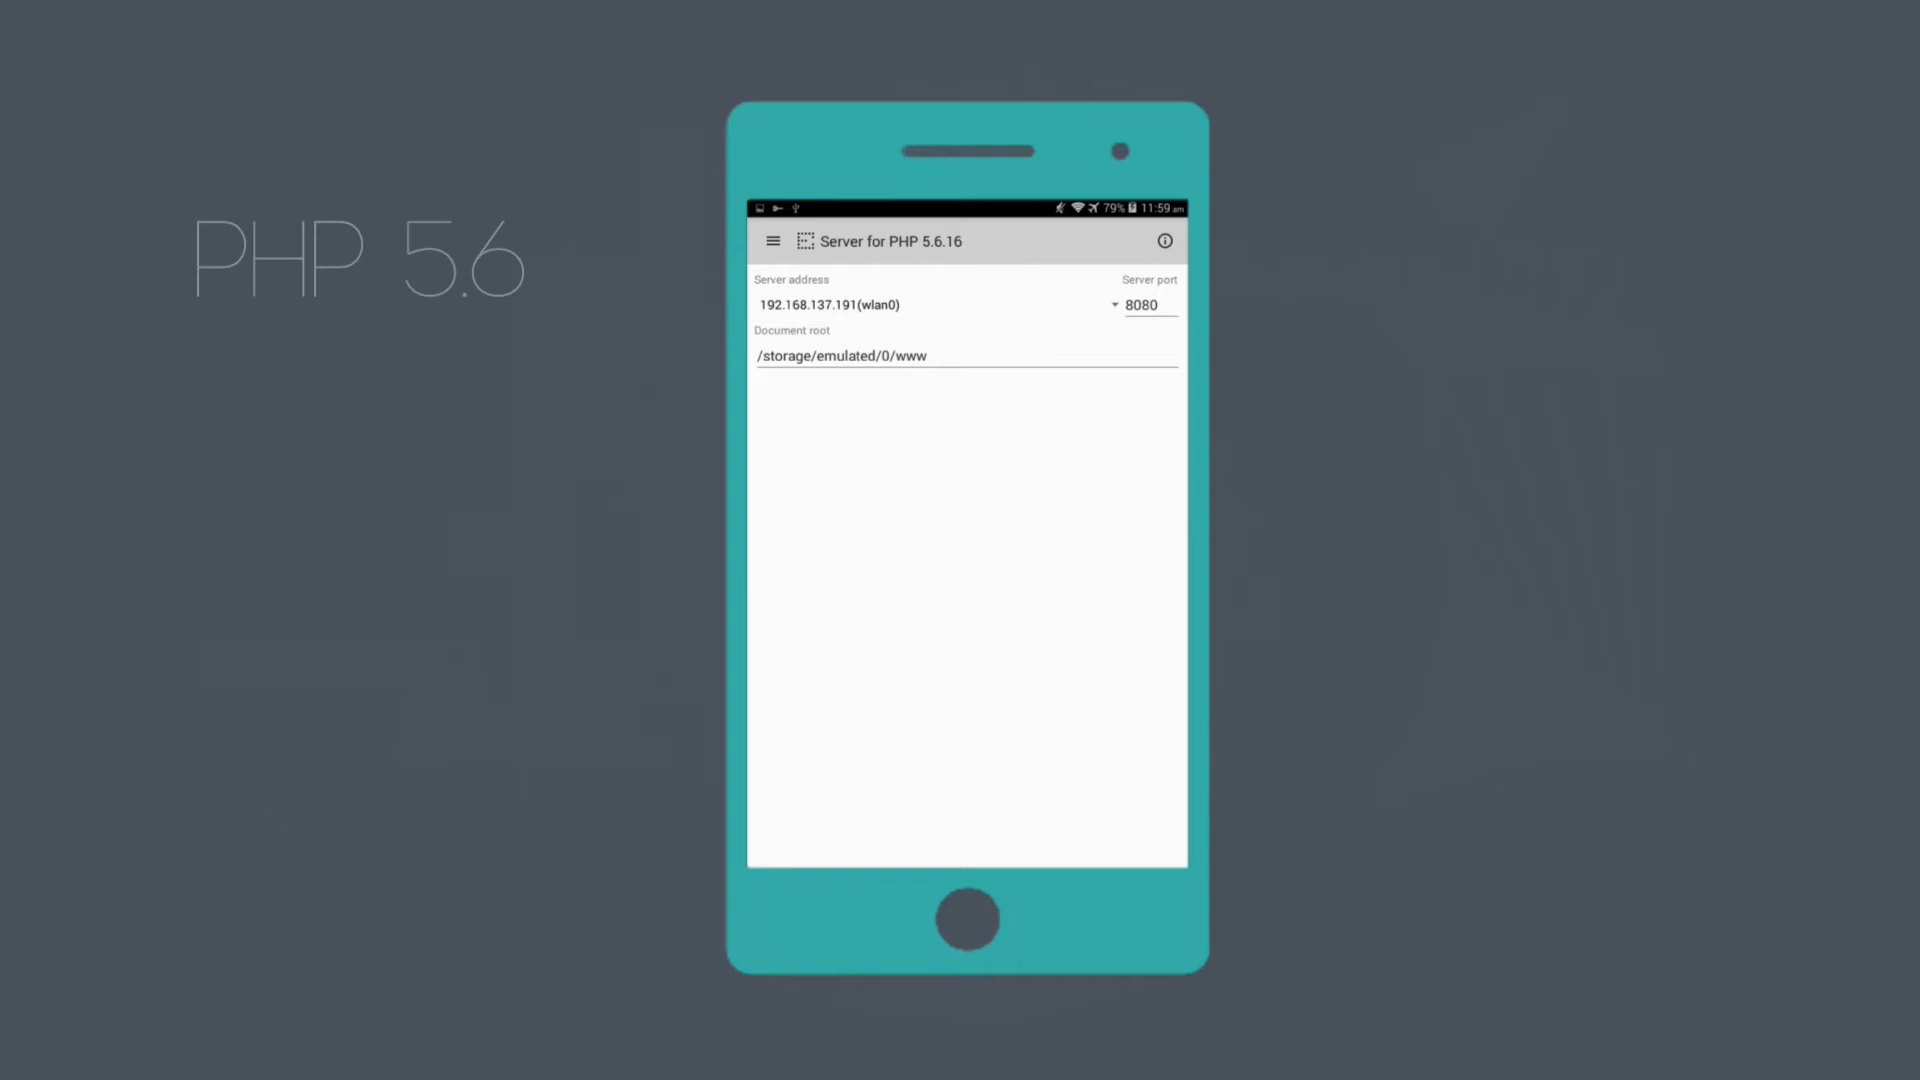 PHP 5.6
79% 11:59 am
Server for PHP 5.6.16
Server address Server port
192.168.137.191(wlan0) 8080
Document root
/storage/emulated/0/www